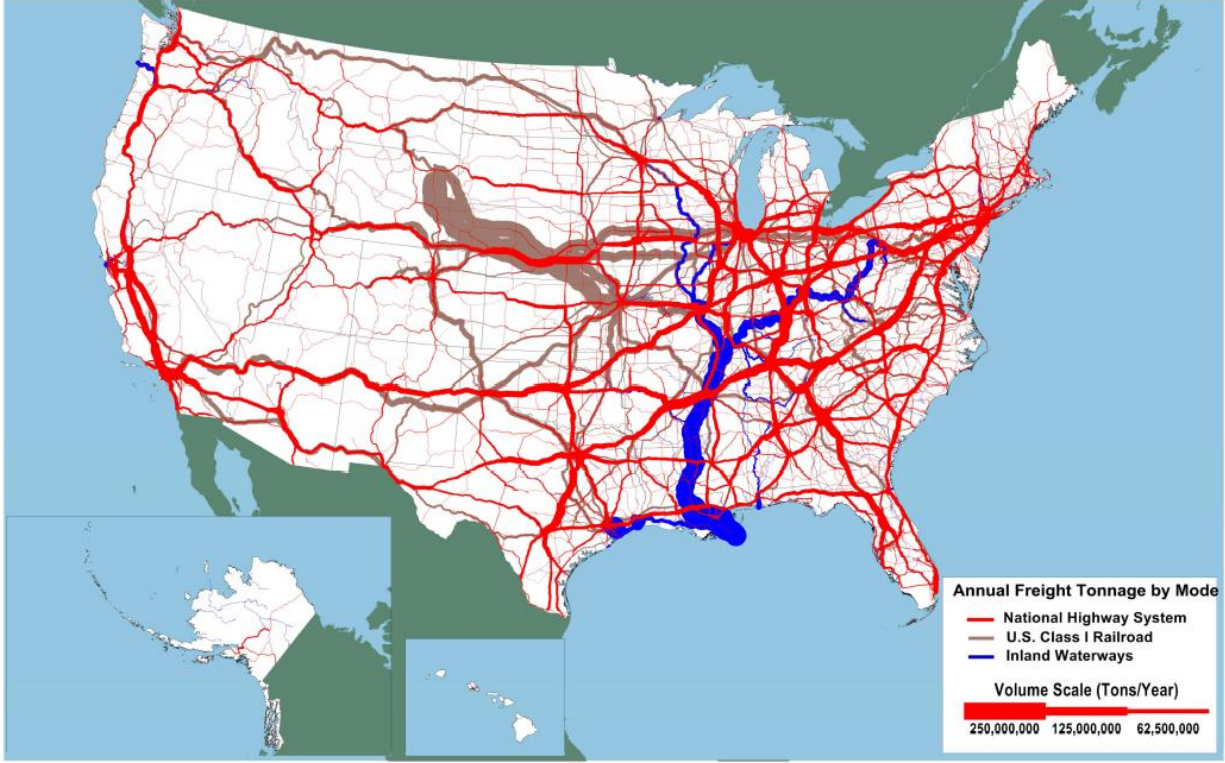 Annual Freight Tonnage by Mode
National Highway System
U.S. Class I Railroad
Inland Waterways
Volume Scale (Tons/Year)
250,000,000 125,000,000 62,500,000